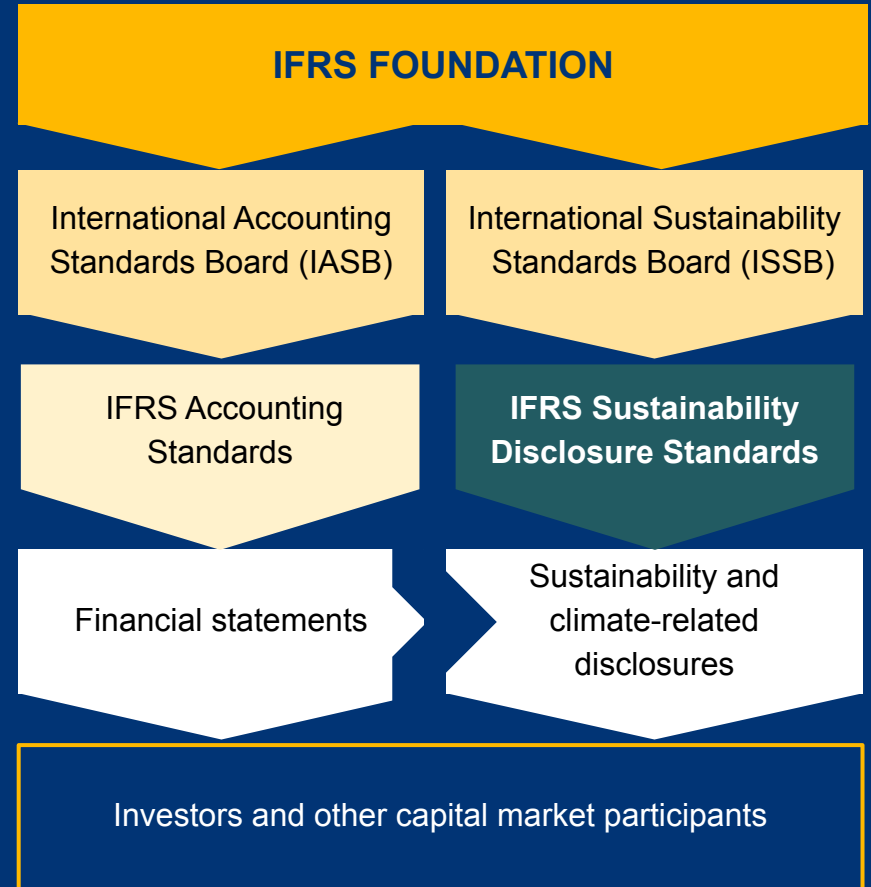 IFRS FOUNDATION
International Accounting
Standards Board (IASB)
International Sustainability
Standards Board (ISSB)
IFRS Accounting
Standards
IFRS Sustainability
Disclosure Standards
Financial statements
Sustainability and
climate-related
disclosures
Investors and other capital market participants